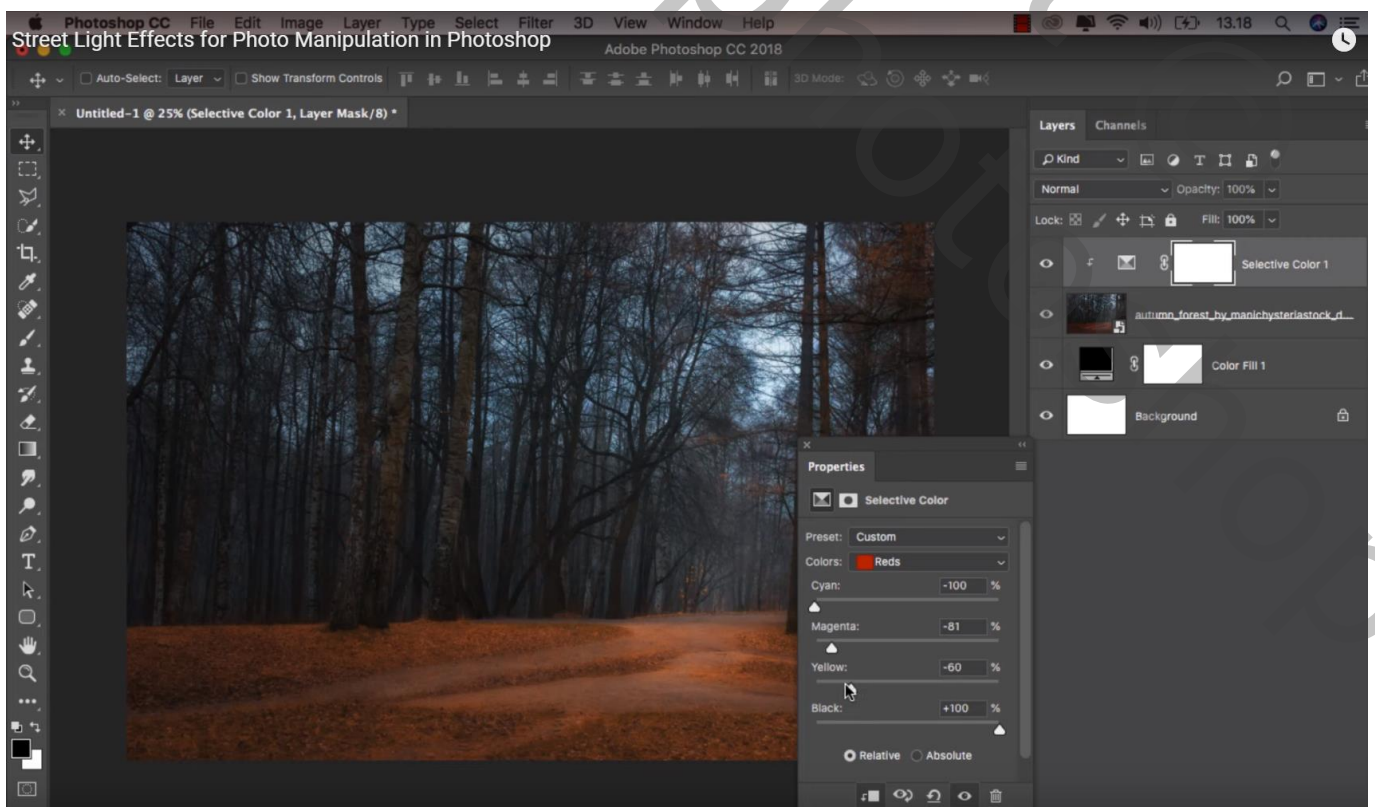 Photoshop CC File Edit Image Layer Type Select Filter 3D View Window Help 13.18
Street Light Effects for Photo Manipulation in Photoshop
Adobe Photoshop CC 2018
Auto-Select: Layer Show Transform Controls 3D Mode:
× Untitled-1 @ 25% (Selective Color 1, Layer Mask/8) *
Layers Channels
Kind
Normal Opacity: 100%
Lock: Fill: 100%
Selective Color 1
autumn_forest_by_manichysteriastock_d...
Color Fill 1
Background
Properties
Selective Color
Preset: Custom
Colors: Reds
Cyan: -100 %
Magenta: -81 %
Yellow: -60 %
Black: +100 %
Relative Absolute